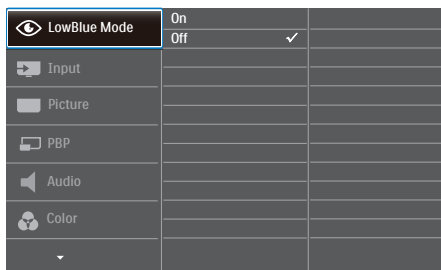 LowBlue Mode
On
Off
Input
Picture
PBP
Audio
Color